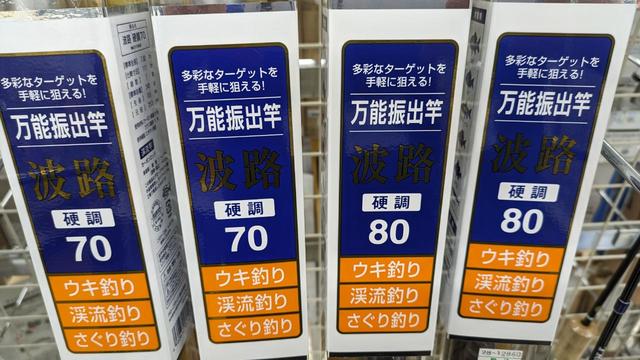 多彩なターゲットを
手軽に狙える!
万能振出竿
波路
硬調
70
ウキ釣り
渓流釣り
さぐり釣り
波路 硬調70
多彩なターゲットを
手軽に狙える!
万能振出竿
波路
硬調
70
ウキ釣り
渓流釣り
さぐり釣り
多彩なターゲットを
手軽に狙える!
万能振出竿
波路
硬調
80
ウキ釣り
渓流釣り
さぐり釣り
多彩なターゲットを
手軽に狙える!
万能振出竿
波路
硬調
80
ウキ釣り
渓流釣り
さぐり釣り